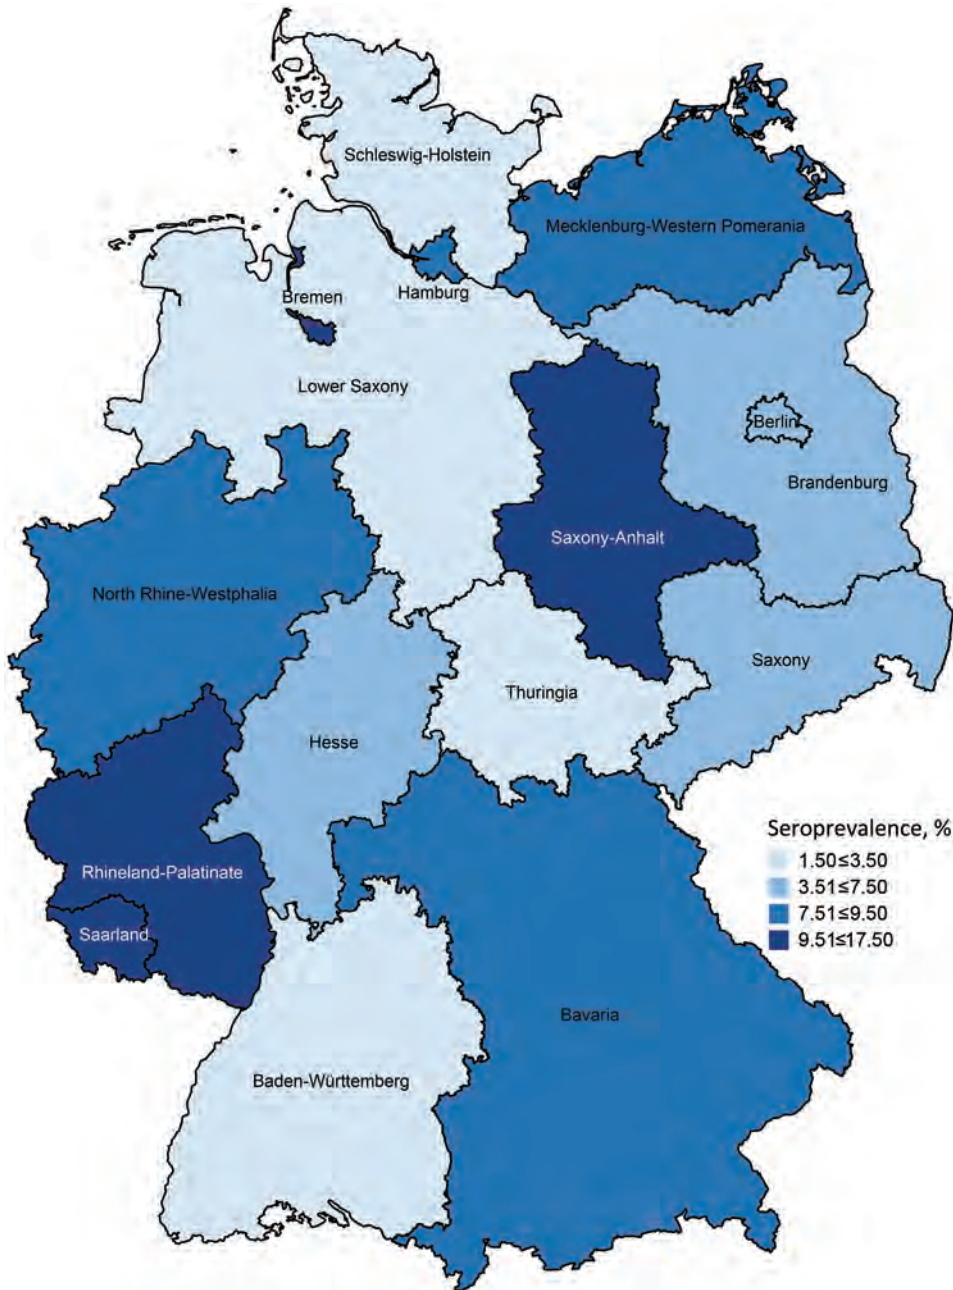 Schleswig-Holstein
Mecklenburg-Western Pomerania
Hamburg
Bremen
Lower Saxony
Berlin
Brandenburg
Saxony-Anhalt
North Rhine-Westphalia
Saxony
Thuringia
Hesse
Seroprevalence, %
1.50≤3.50
3.51≤7.50
7.51≤9.50
9.51≤17.50
Rhineland-Palatinate
Saarland
Bavaria
Baden-Württemberg